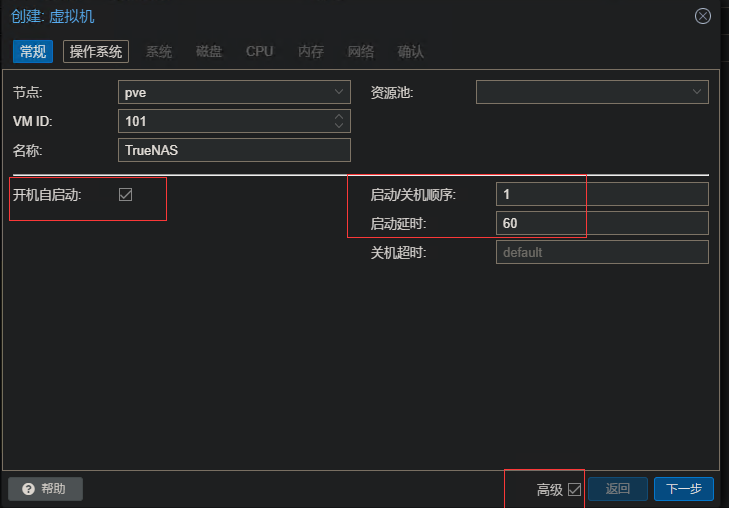 创建: 虚拟机
常规 操作系统 系统 磁盘 CPU 内存 网络 确认
节点: pve 资源池:
VM ID: 101
名称: TrueNAS
开机自启动: 启动/关机顺序: 1
启动延时: 60
关机超时: default
帮助 高级 返回 下一步